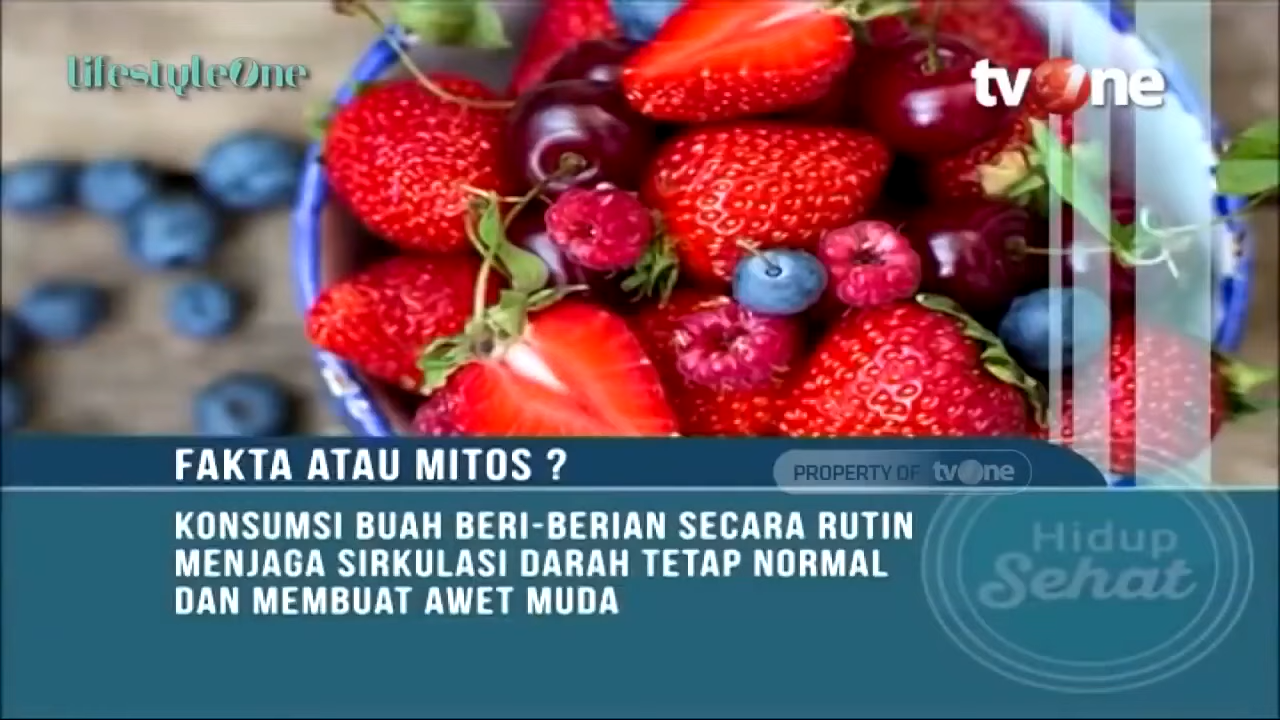 lifestyleOne
tvOne
FAKTA ATAU MITOS ?
PROPERTY OF tvOne
KONSUMSI BUAH BERI-BERIAN SECARA RUTIN
MENJAGA SIRKULASI DARAH TETAP NORMAL
DAN MEMBUAT AWET MUDA
Hidup
Sehat